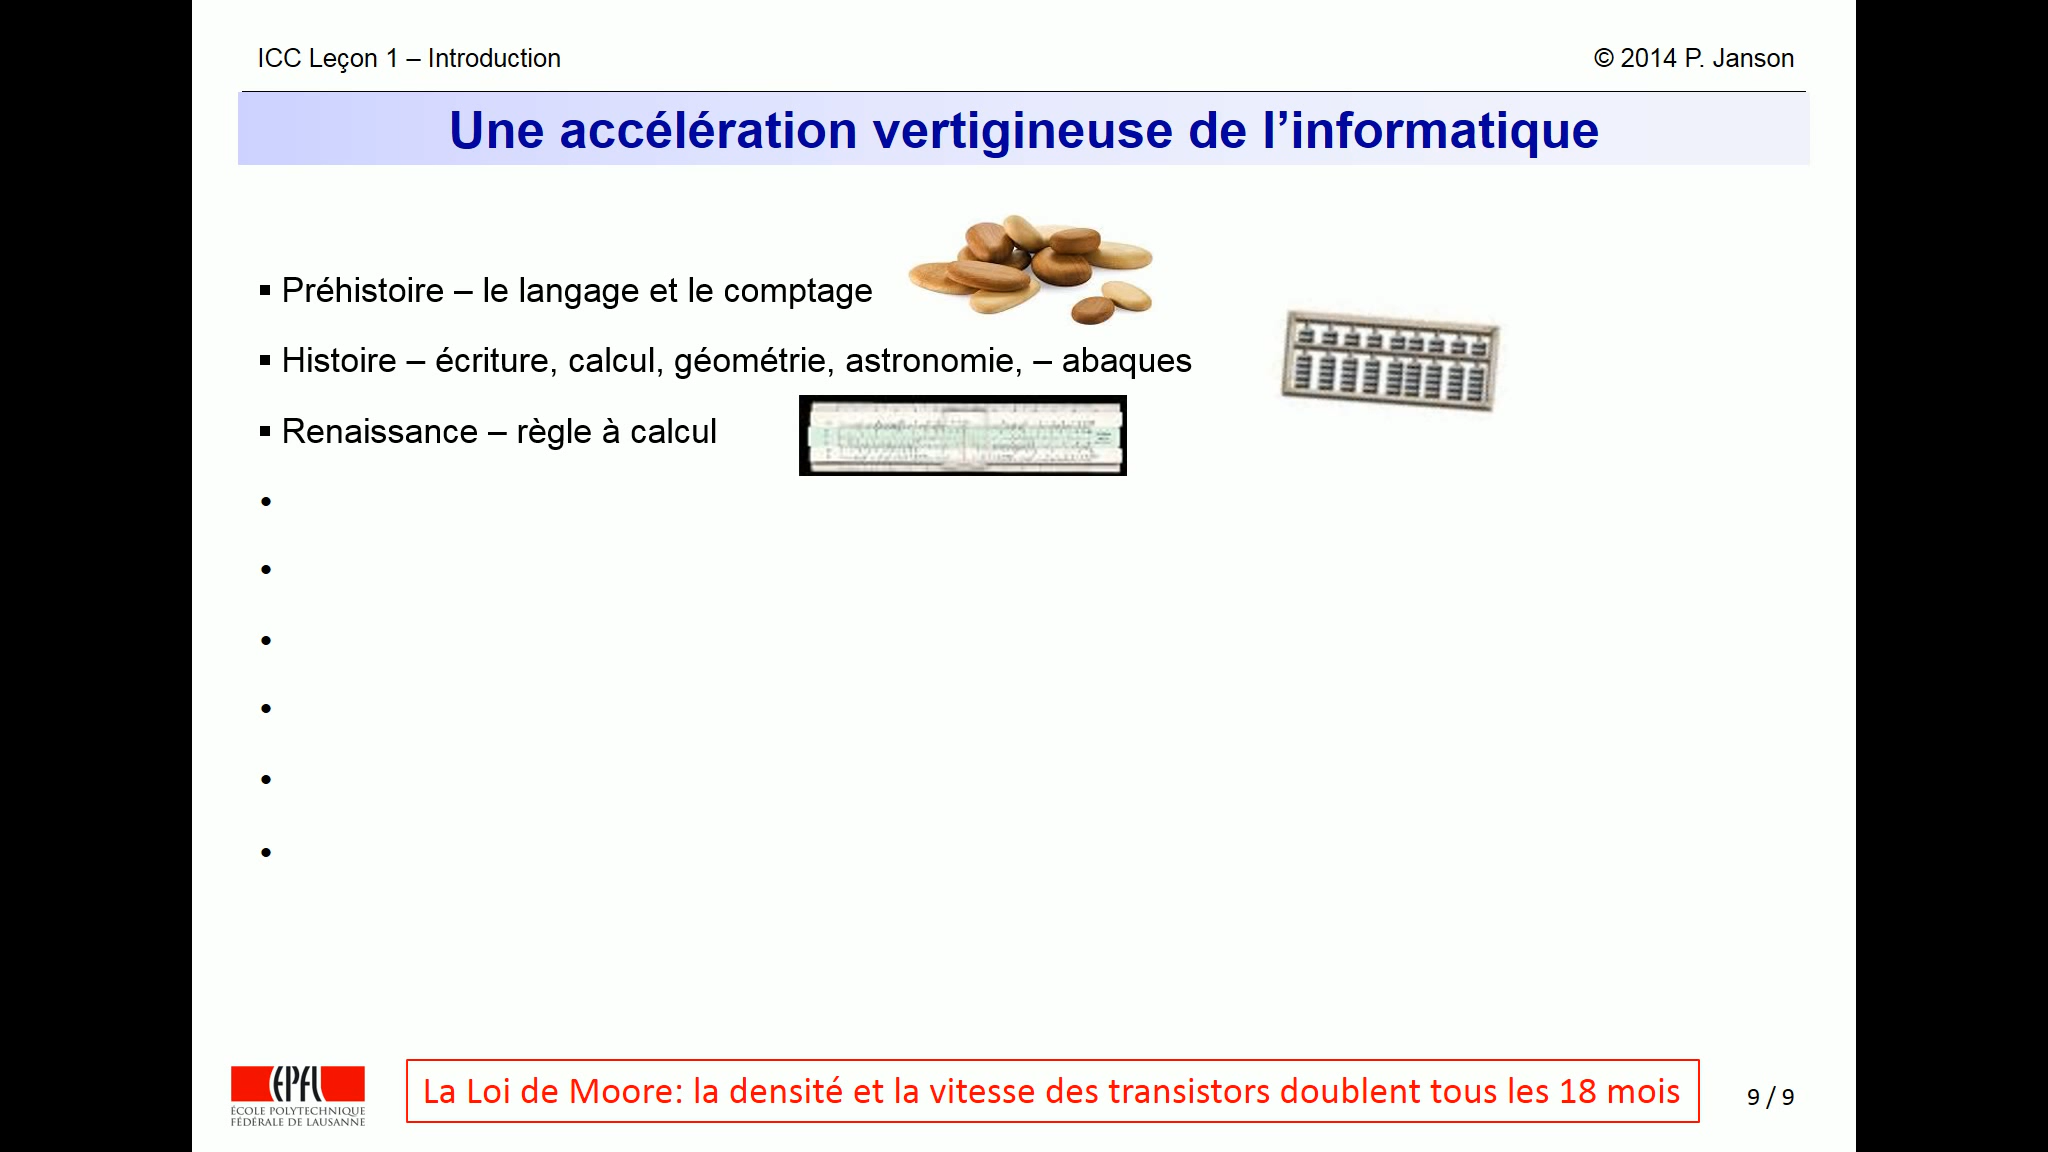 ICC Leçon 1 – Introduction
© 2014 P. Janson
Une accélération vertigineuse de l’informatique
▪ Préhistoire – le langage et le comptage
▪ Histoire – écriture, calcul, géométrie, astronomie, – abaques
▪ Renaissance – règle à calcul
•
•
•
•
•
•
EPFL
ÉCOLE POLYTECHNIQUE
FÉDÉRALE DE LAUSANNE
La Loi de Moore: la densité et la vitesse des transistors doublent tous les 18 mois
9 / 9